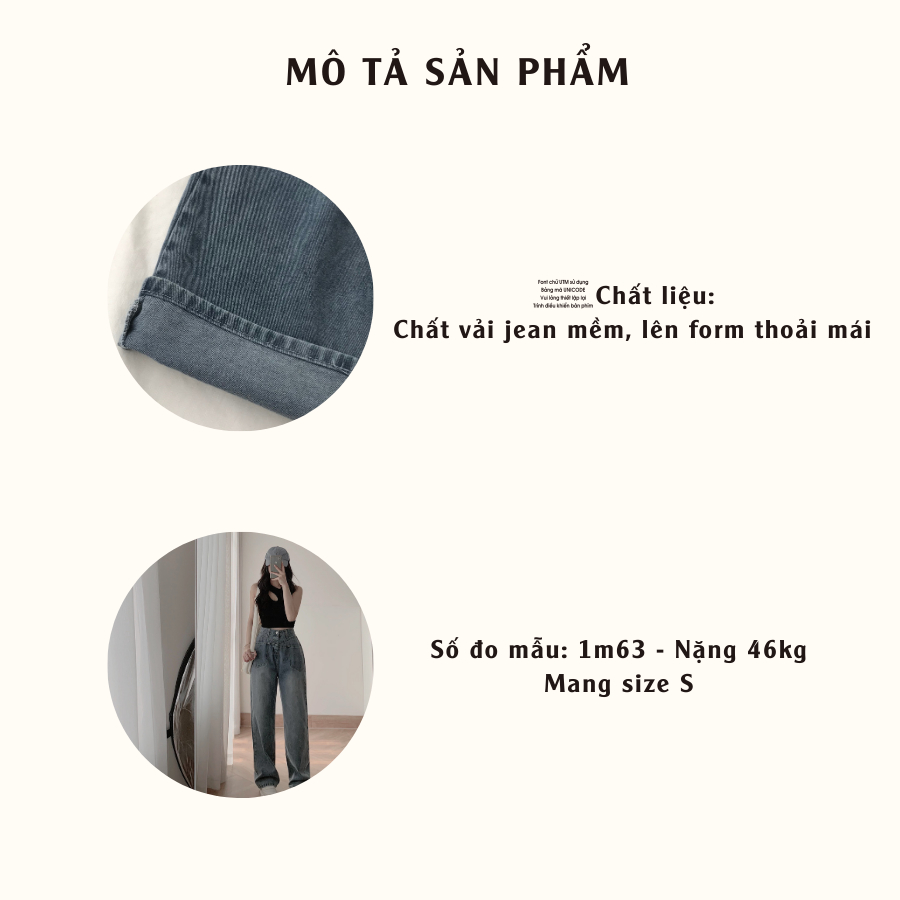 MÔ TẢ SẢN PHẨM
Font chữ UTM sử dụng
Bảng mã UNICODE
Vui lòng thiết lập lại
Trình điều khiển bàn phím
Chất liệu:
Chất vải jean mềm, lên form thoải mái
Số đo mẫu: 1m63 - Nặng 46kg
Mang size S